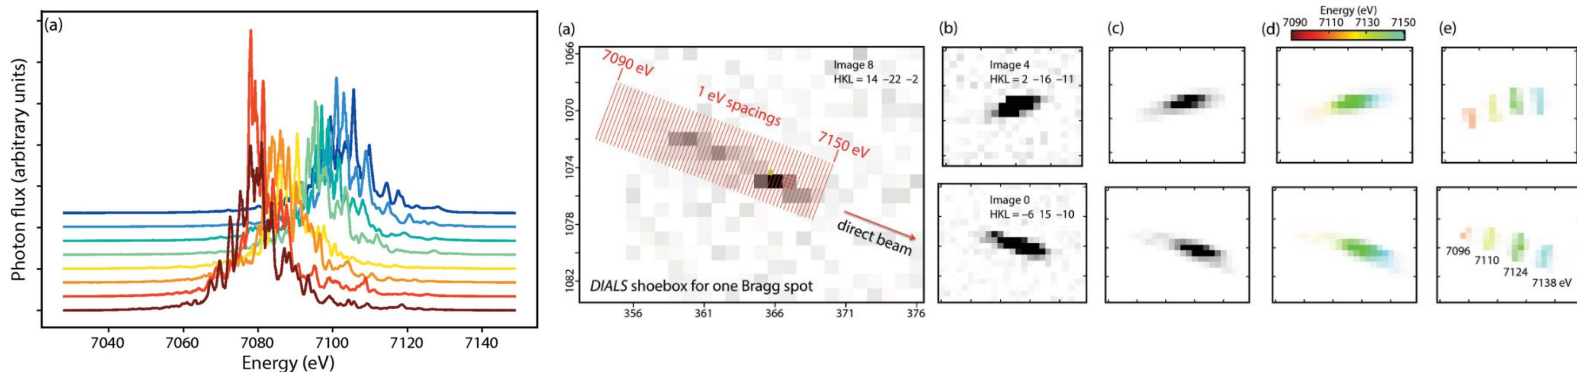 (a)
Photon flux (arbitrary units)
7040
7060
7080
7100
7120
7140
Energy (eV)
(a)
1066
1070
1074
1078
1082
7090 eV
1 eV spacings
7150 eV
Image 8
HKL = 14 −22 −2
direct beam
DIALS shoebox for one Bragg spot
356
361
366
371
376
(b)
Image 4
HKL = 2 −16 −11
Image 0
HKL = −6 15 −10
(c)
(d)
Energy (eV)
7090 7110 7130 7150
(e)
7096
7110
7124
7138 eV